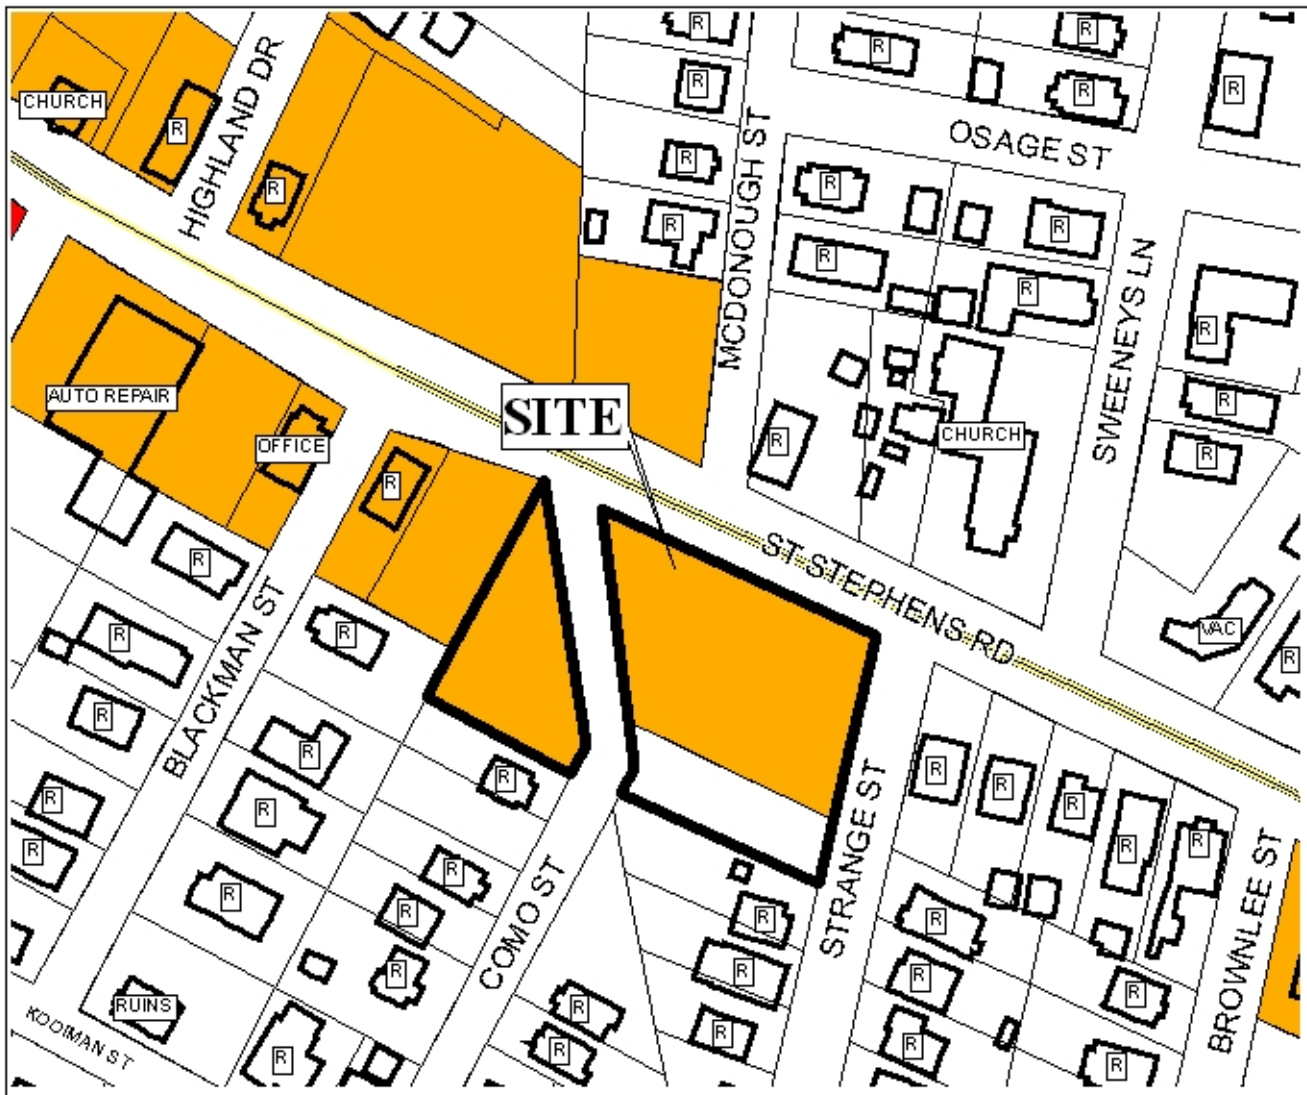 R
R
R
R
R
R
CHURCH
R
HIGHLAND DR
OSAGE ST
R
R
R
R
MCDONOUGH ST
R
R
R
SWEENEYS LN
R
R
AUTO REPAIR
SITE
R
OFFICE
R
CHURCH
R
R
ST STEPHENS RD
R
BLACKMAN ST
R
R
VAC
R
R
R
R
R
R
R
STRANGE ST
R
R
R
R
R
R
R
BROWNLEE ST
R
COMO ST
R
R
R
R
R
R
R
R
RUINS
R
R
R
KOOIMAN ST
R
R
R
R